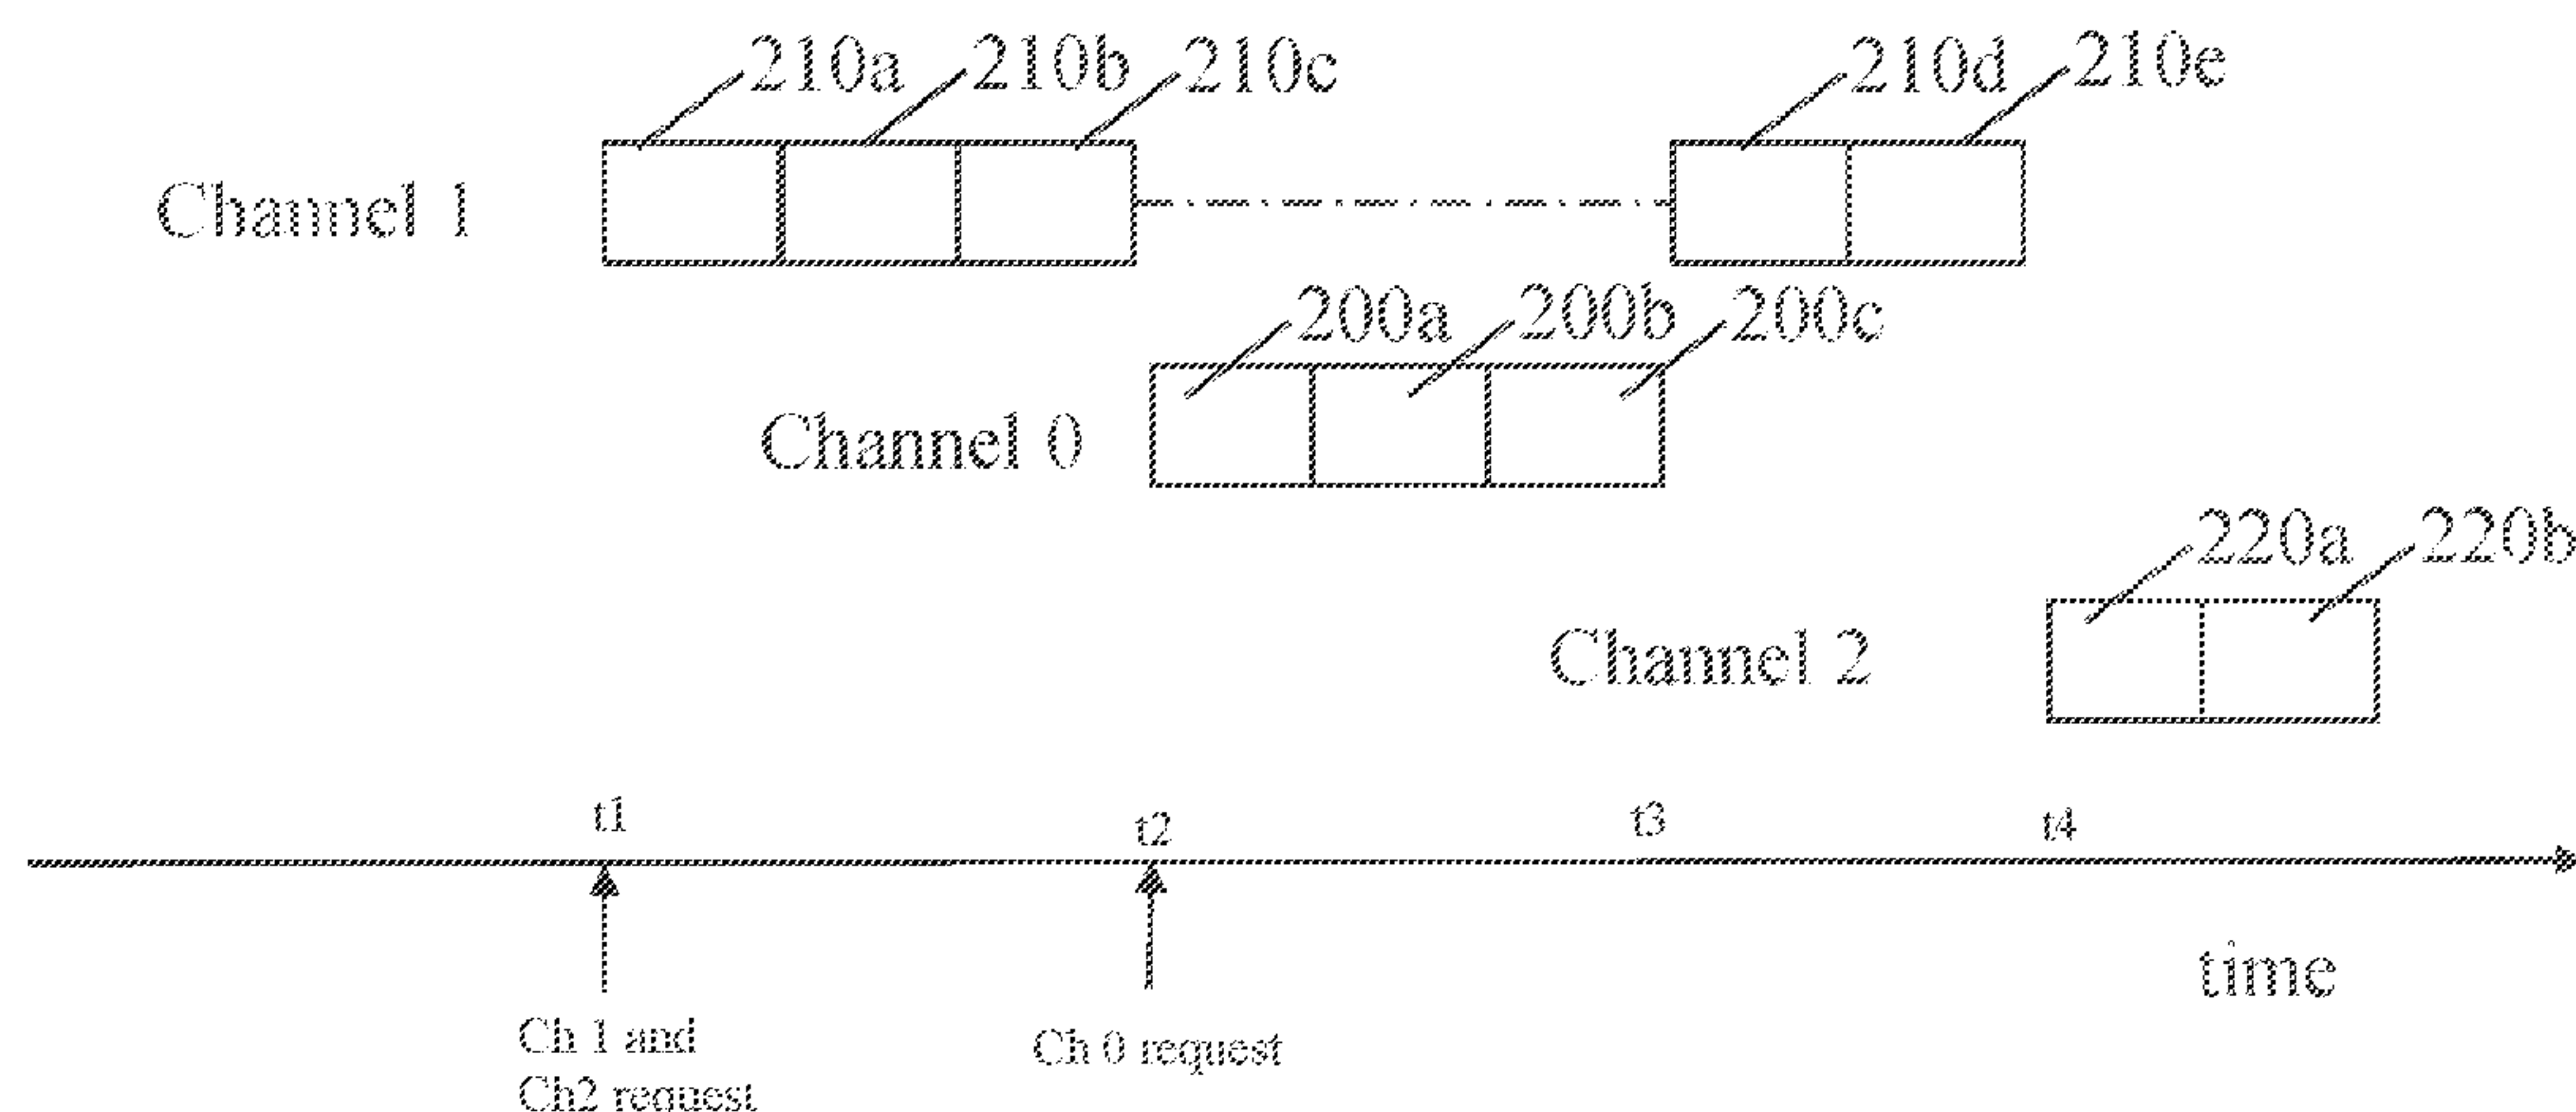 210a 210b 210c 210d 210e
Channel 1
200a 200b 200c
Channel 0
220a 220b
Channel 2
t1 t2 t3 t4
time
Ch 1 and
Ch2 request
Ch 0 request